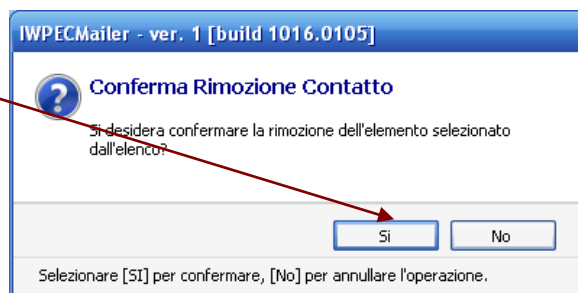 IWPECMailer - ver. 1 [build 1016.0105]
Conferma Rimozione Contatto
Si desidera confermare la rimozione dell'elemento selezionato
dall'elenco?
Si
No
Selezionare [SI] per confermare, [No] per annullare l'operazione.